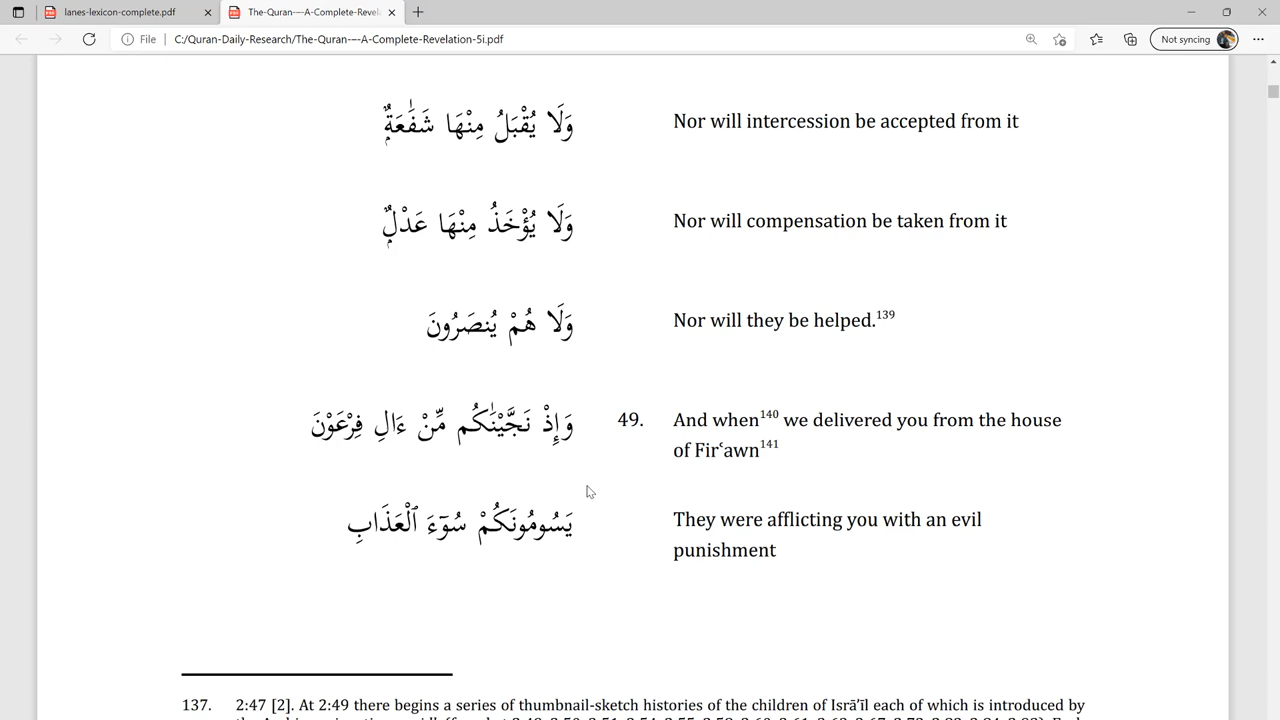 lanes-lexicon-complete.pdf
The-Quran-—A-Complete-Revela
File
C:/Quran-Daily-Research/The-Quran-—A-Complete-Revelation-5i.pdf
Not syncing
وَلَا يُقْبَلُ مِنْهَا شَفَٰعَةٌۭ
Nor will intercession be accepted from it
وَلَا يُؤْخَذُ مِنْهَا عَدْلٌۭ
Nor will compensation be taken from it
وَلَا هُمْ يُنصَرُونَ
Nor will they be helped.139
وَإِذْ نَجَّيْنَٰكُم مِّنْ ءَالِ فِرْعَوْنَ
49. And when140 we delivered you from the house
of Firʿawn141
يَسُومُونَكُمْ سُوٓءَ ٱلْعَذَابِ
They were afflicting you with an evil
punishment
137. 2:47 [2]. At 2:49 there begins a series of thumbnail-sketch histories of the children of Isrāʾīl each of which is introduced by